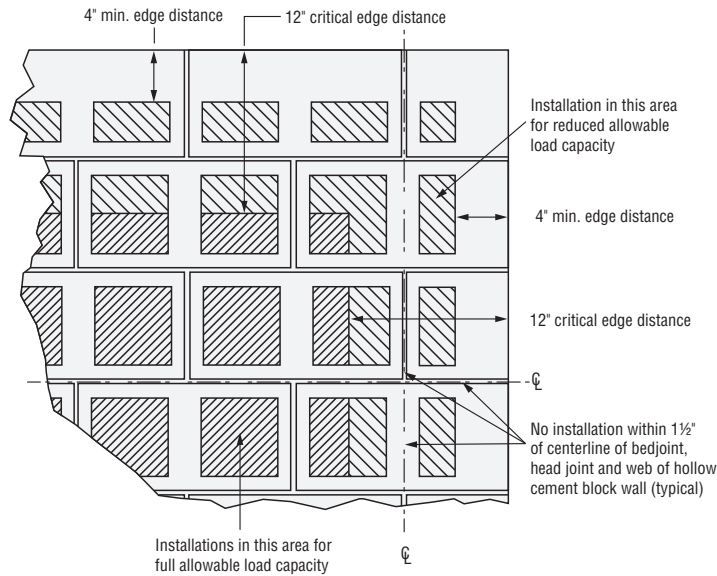 4" min. edge distance
12" critical edge distance
Installation in this area
for reduced allowable
load capacity
4" min. edge distance
12" critical edge distance
℄
No installation within 1½"
of centerline of bedjoint,
head joint and web of hollow
cement block wall (typical)
Installations in this area for
full allowable load capacity
℄